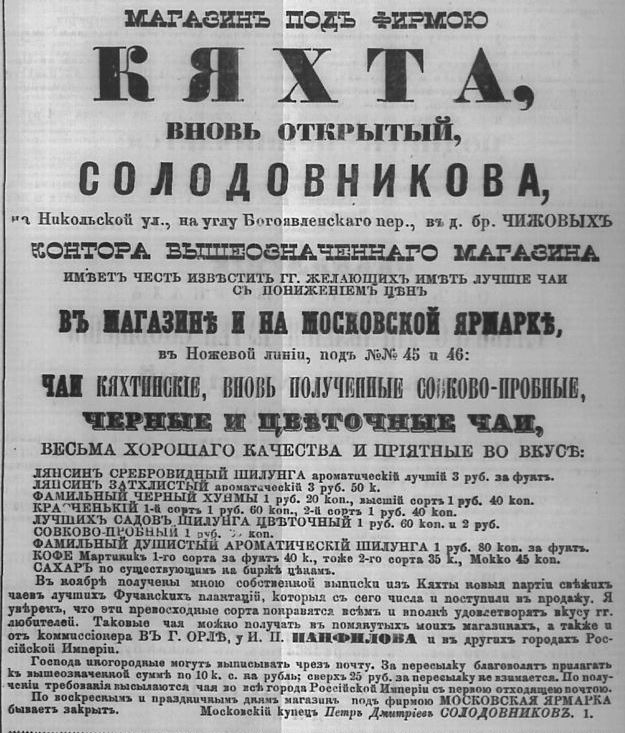 МАГАЗИНЪ ПОДЪ ФИРМОЮ
КЯХТА,
ВНОВЬ ОТКРЫТЫЙ,
СОЛОДОВНИКОВА,
на Никольской ул., на углу Богоявленскаго пер., въ д. бр. ЧИЖОВЫХЪ
КОНТОРА ВЫШЕОЗНАЧЕННАГО МАГАЗИНА
ИМѢЕТЪ ЧЕСТЬ ИЗВѢСТИТЬ ГГ. ЖЕЛАЮЩИХЪ ИМѢТЬ ЛУЧШІЕ ЧАИ
СЪ ПОНИЖЕНІЕМЪ ЦѢНЪ
ВЪ МАГАЗИНѢ И НА МОСКОВСКОЙ ЯРМАРКѢ,
въ Ножевой линіи, подъ №№ 45 и 46:
ЧАИ КЯХТИНСКІЕ, ВНОВЬ ПОЛУЧЕННЫЕ СОВКОВО-ПРОБНЫЕ,
ЧЕРНЫЕ И ЦВѢТОЧНЫЕ ЧАИ,
ВЕСЬМА ХОРОШАГО КАЧЕСТВА И ПРІЯТНЫЕ ВО ВКУСѢ:
ЛЯНСИНЪ СРЕБРОВИДНЫЙ ШИЛУНГА ароматическій лучшій 3 руб. за фунтъ.
ЛЯНСИНЪ ЗАТХЛИСТЫЙ ароматическій 3 руб. 50 к.
ФАМИЛЬНЫЙ ЧЕРНЫЙ ХУНМЫ 1 руб. 20 коп., высшій сортъ 1 руб. 40 коп.
1-й сортъ 1 руб. 60 коп., 2-й сортъ 1 руб. 40 коп.
ЛУЧШИХЪ САДОВЪ ШИЛУНГА ЦВѢТОЧНЫЙ 1 руб. 60 коп. и 2 руб.
СОВКОВО-ПРОБНЫЙ 1 руб. коп.
ФАМИЛЬНЫЙ ДУШИСТЫЙ АРОМАТИЧЕСКІЙ ШИЛУНГА 1 руб. 80 коп. за фунтъ.
КОФЕ Мартиникъ 1-го сорта за фунтъ 40 к., тоже 2-го сорта 35 к., Мокко 45 коп.
САХАРЪ по существующимъ на биржѣ цѣнамъ.
Въ ноябрѣ получены мною собственной выписки изъ Кяхты новыя партіи свѣжихъ
чаевъ лучшихъ Фучанскихъ плантацій, которыя съ сего числа и поступили въ продажу. Я
увѣренъ, что эти превосходные сорта понравятся всѣмъ и вполнѣ удовлетворятъ вкусу гг.
любителей. Таковые чаи можно получать въ помянутыхъ моихъ магазинахъ, а также и
отъ коммиссіонера ВЪ Г. ОРЛѢ, у И. П. ПАНФИЛОВА и въ другихъ городахъ Рос-
сійской Имперіи.
Господа иногородные могутъ выписывать чрезъ почту. За пересылку благоволятъ прилагать
къ вышеозначенной суммѣ по 10 к. с. на рубль; сверхъ 25 руб. за пересылку не взимается. По полу-
ченіи требованія высылаются чаи во всѣ города Россійской Имперіи съ первою отходящею почтою.
По воскреснымъ и праздничнымъ днямъ магазинъ подъ фирмою МОСКОВСКАЯ ЯРМАРКА
бываетъ закрытъ. Московскій купецъ Петръ Дмитріевъ СОЛОДОВНИКОВЪ. 1.